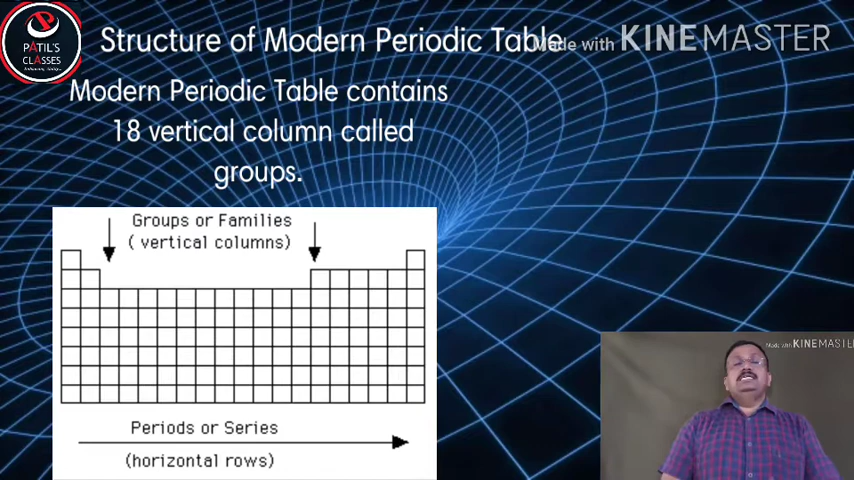 PATIL'S
CLASSES
Structure of Modern Periodic Table
Made with KINEMASTER
Modern Periodic Table contains
18 vertical column called
groups.
Groups or Families
( vertical columns)
Periods or Series
(horizontal rows)
Made with KINEMASTER